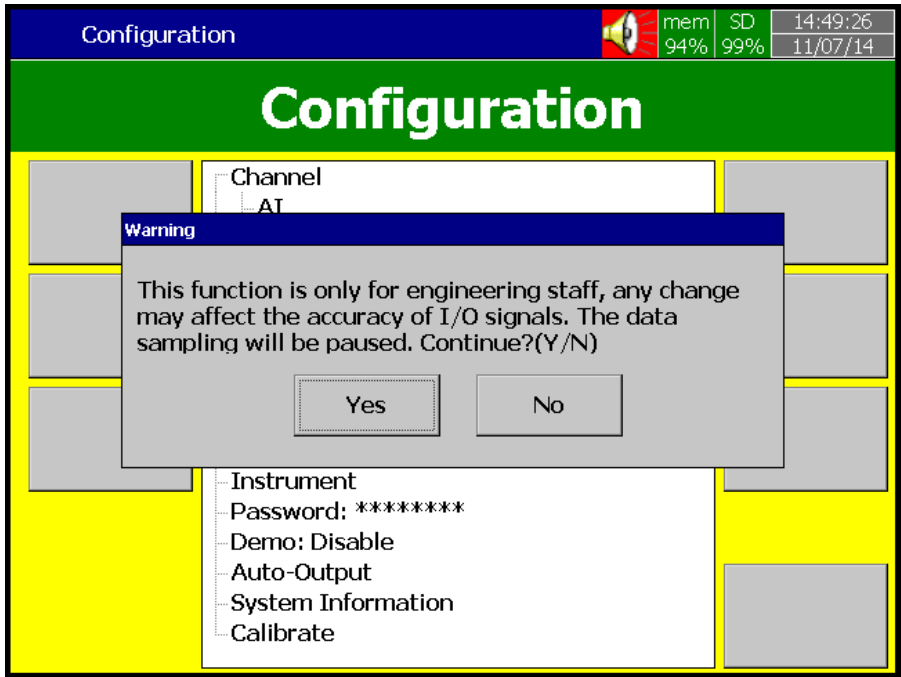 Configuration
mem SD 14:49:26
94% 99% 11/07/14
Configuration
Channel
AI
Warning
This function is only for engineering staff, any change
may affect the accuracy of I/O signals. The data
sampling will be paused. Continue?(Y/N)
Yes No
Instrument
Password: ********
Demo: Disable
Auto-Output
System Information
Calibrate